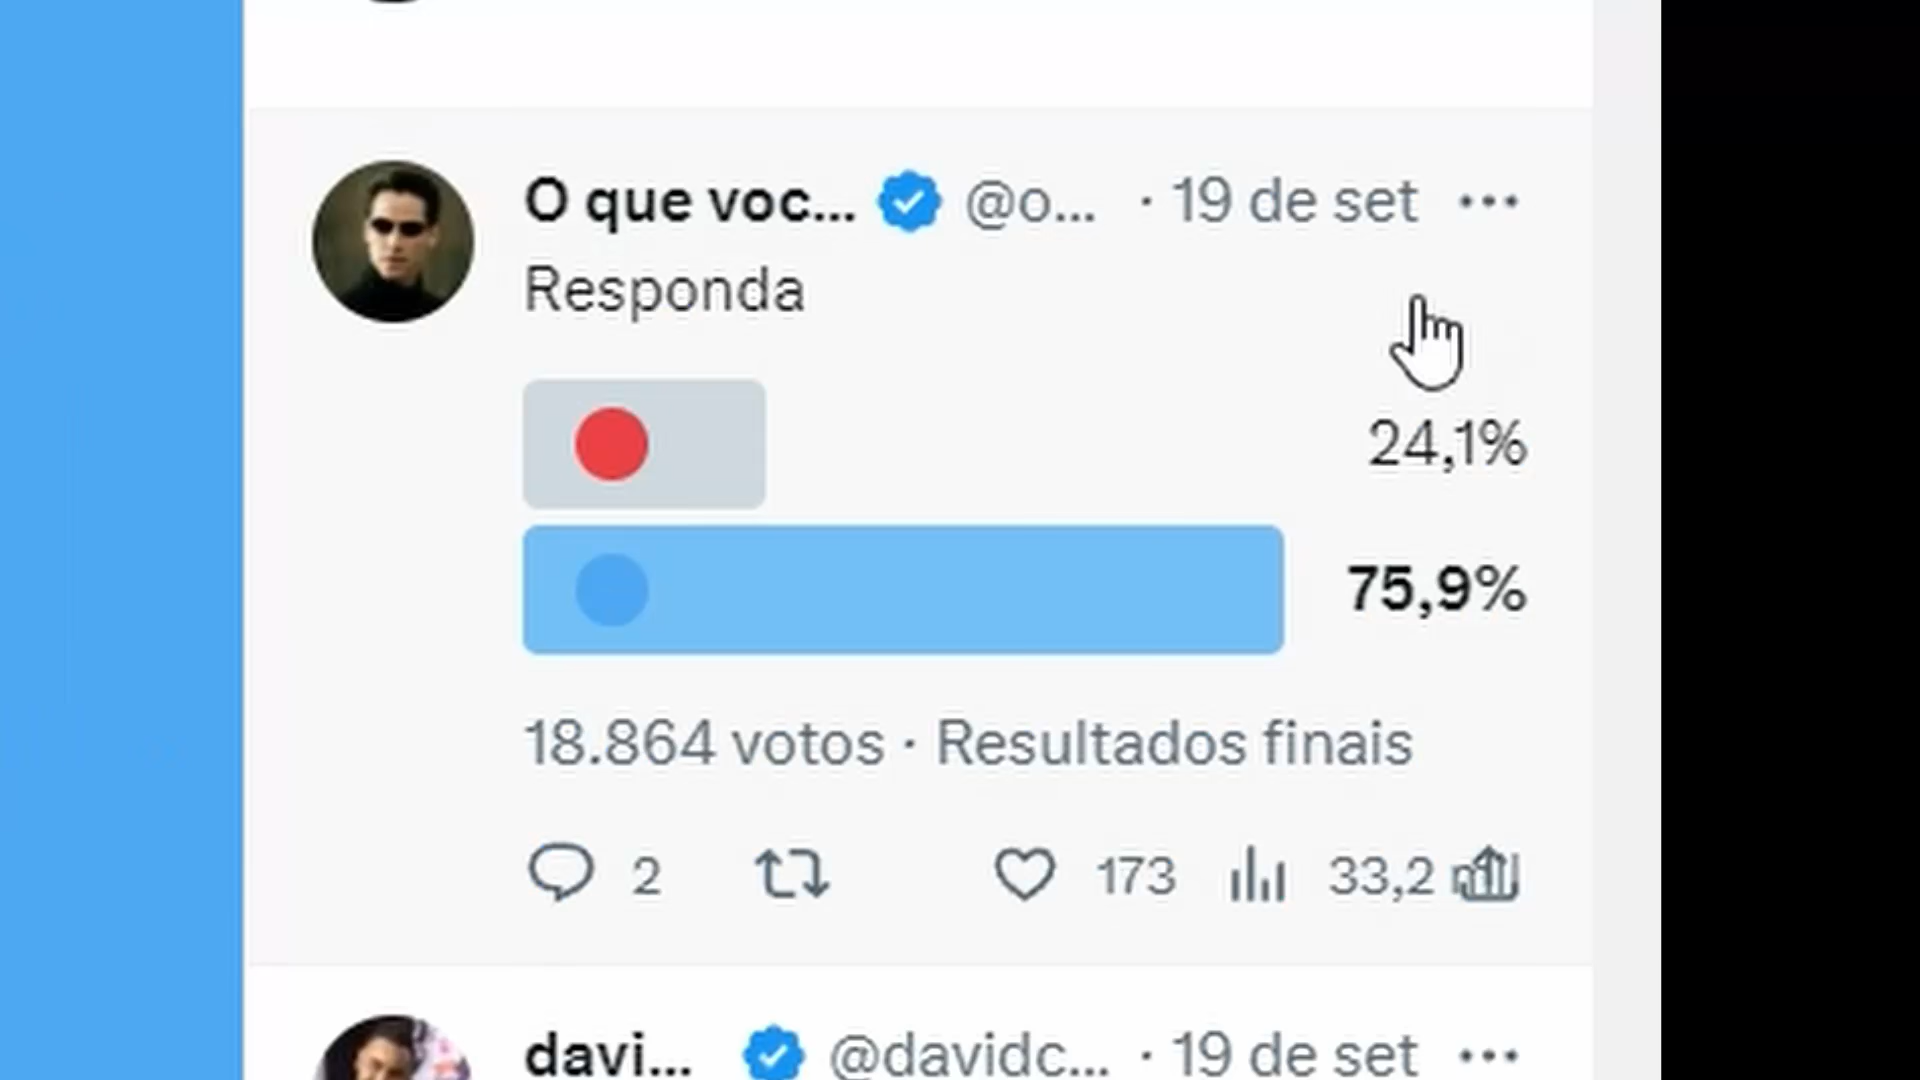 O que voc... @o... · 19 de set ...
Responda
24,1%
75,9%
18.864 votos · Resultados finais
2 173 33,2
davi... @davidc... · 19 de set ...